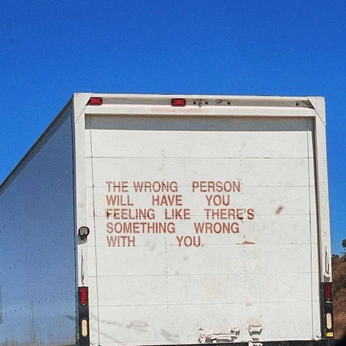 THE WRONG PERSON
WILL HAVE YOU
FEELING LIKE THERE'S
SOMETHING WRONG
WITH YOU.